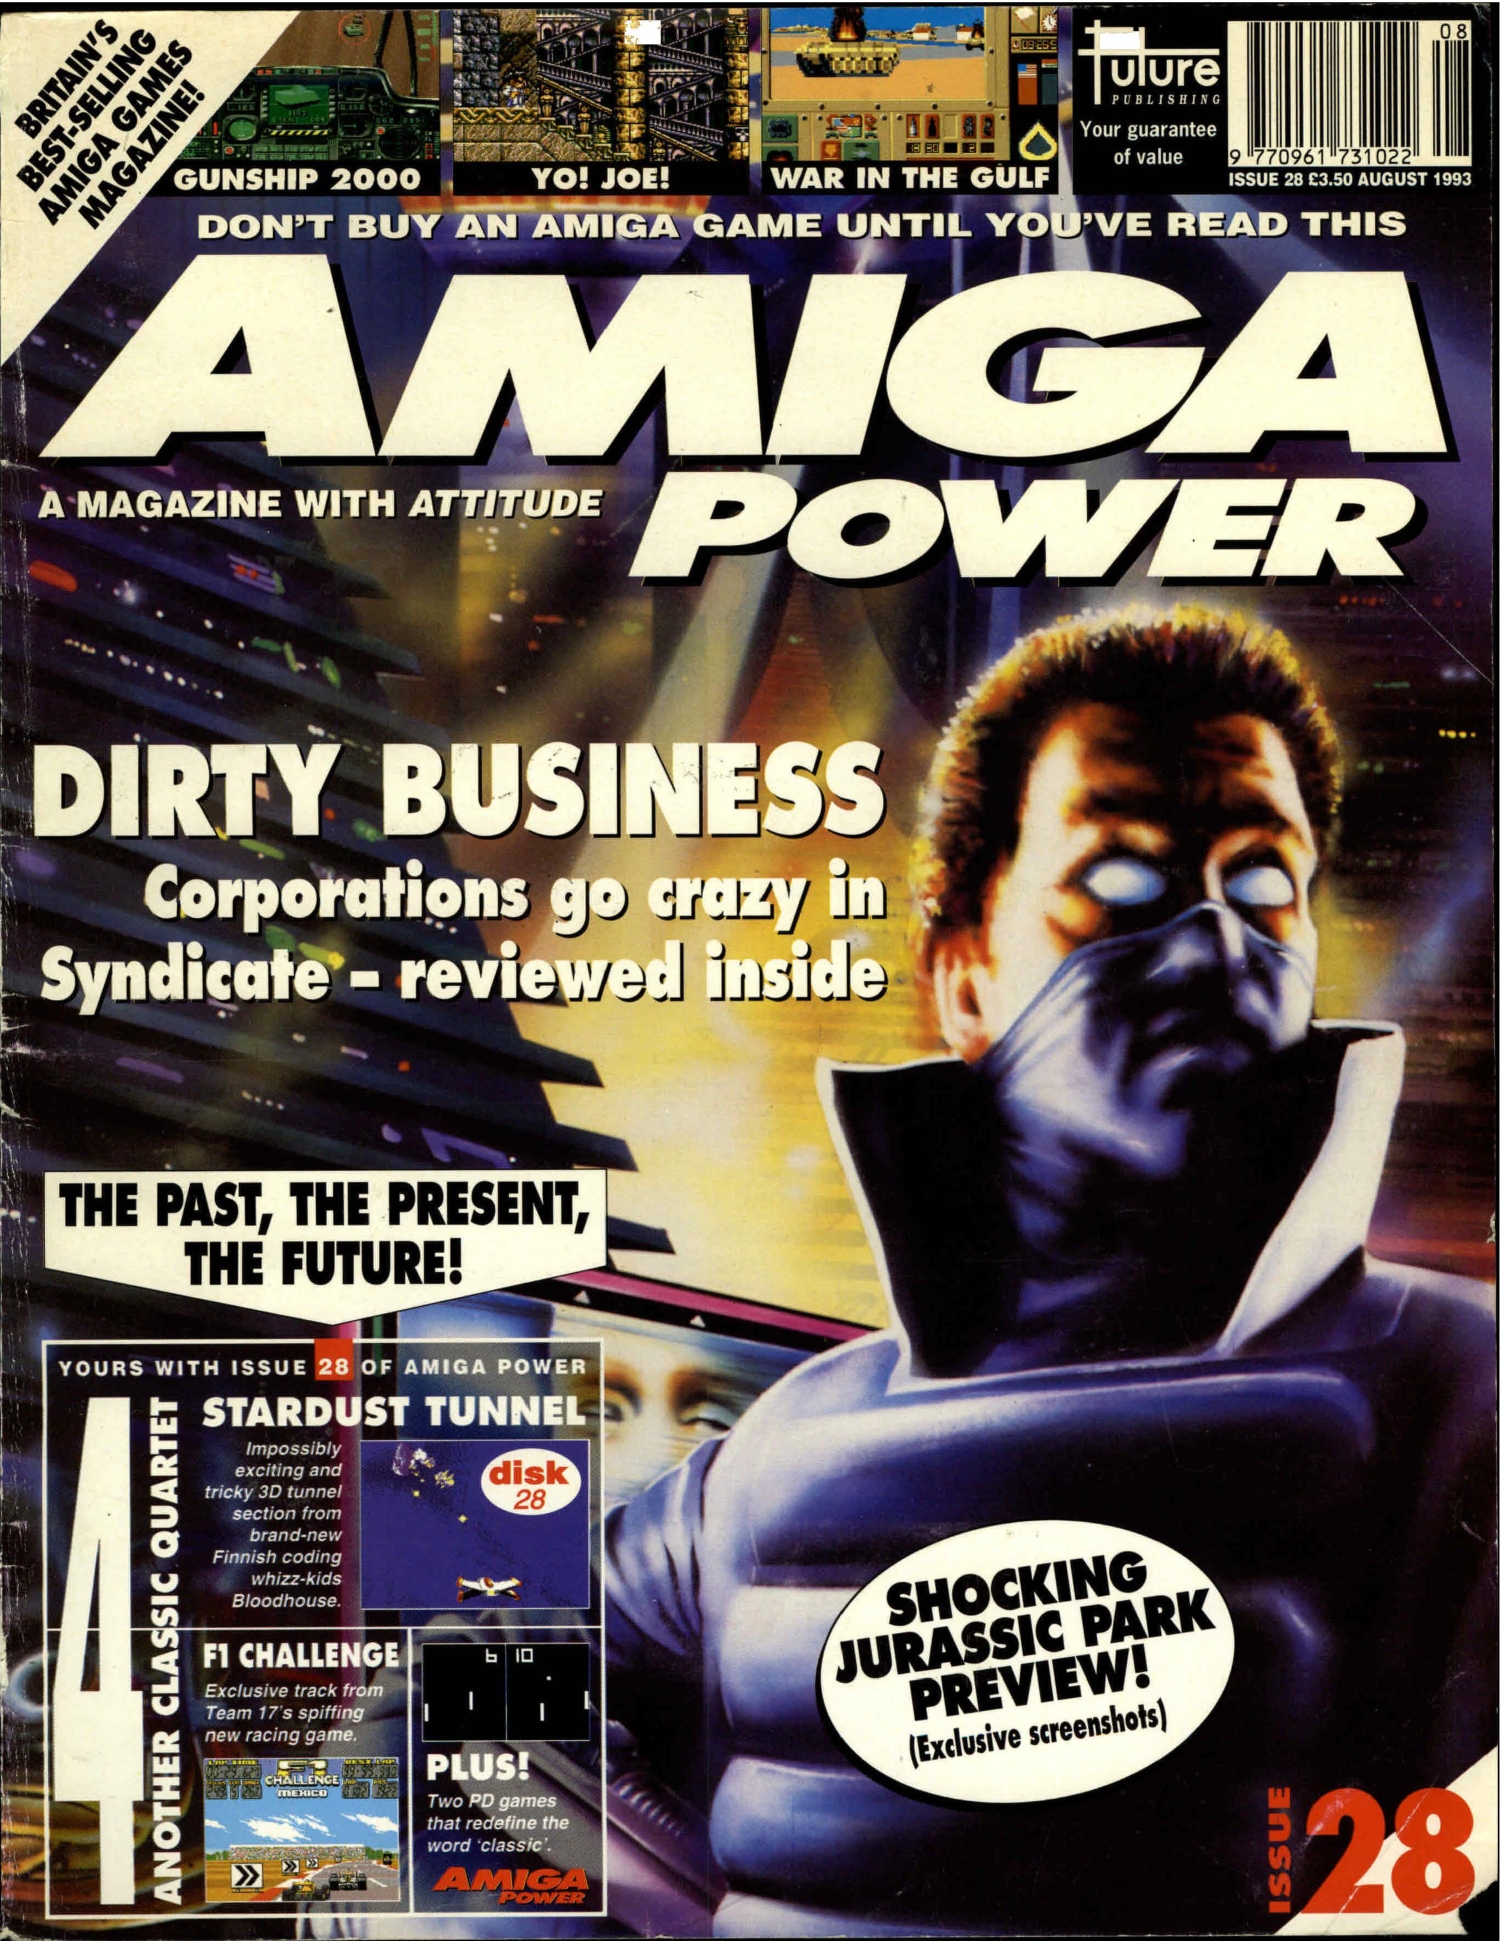 BRITAIN'S
BEST-SELLING
AMIGA GAMES
MAGAZINE!
GUNSHIP 2000
YO! JOE!
WAR IN THE GULF
future
PUBLISHING
Your guarantee
of value
08
9 770961 731022
ISSUE 28 £3.50 AUGUST 1993
DON'T BUY AN AMIGA GAME UNTIL YOU'VE READ THIS
AMIGA
POWER
A MAGAZINE WITH ATTITUDE
DIRTY BUSINESS
Corporations go crazy in
Syndicate – reviewed inside
THE PAST, THE PRESENT,
THE FUTURE!
YOURS WITH ISSUE 28 OF AMIGA POWER
4
ANOTHER CLASSIC QUARTET
STARDUST TUNNEL
Impossibly
exciting and
tricky 3D tunnel
section from
brand-new
Finnish coding
whizz-kids
Bloodhouse.
disk
28
F1 CHALLENGE
Exclusive track from
Team 17's spiffing
new racing game.
F1
CHALLENGE
MEXICO
6 10
PLUS!
Two PD games
that redefine the
word 'classic'.
AMIGA
POWER
SHOCKING
JURASSIC PARK
PREVIEW!
(Exclusive screenshots)
ISSUE
28